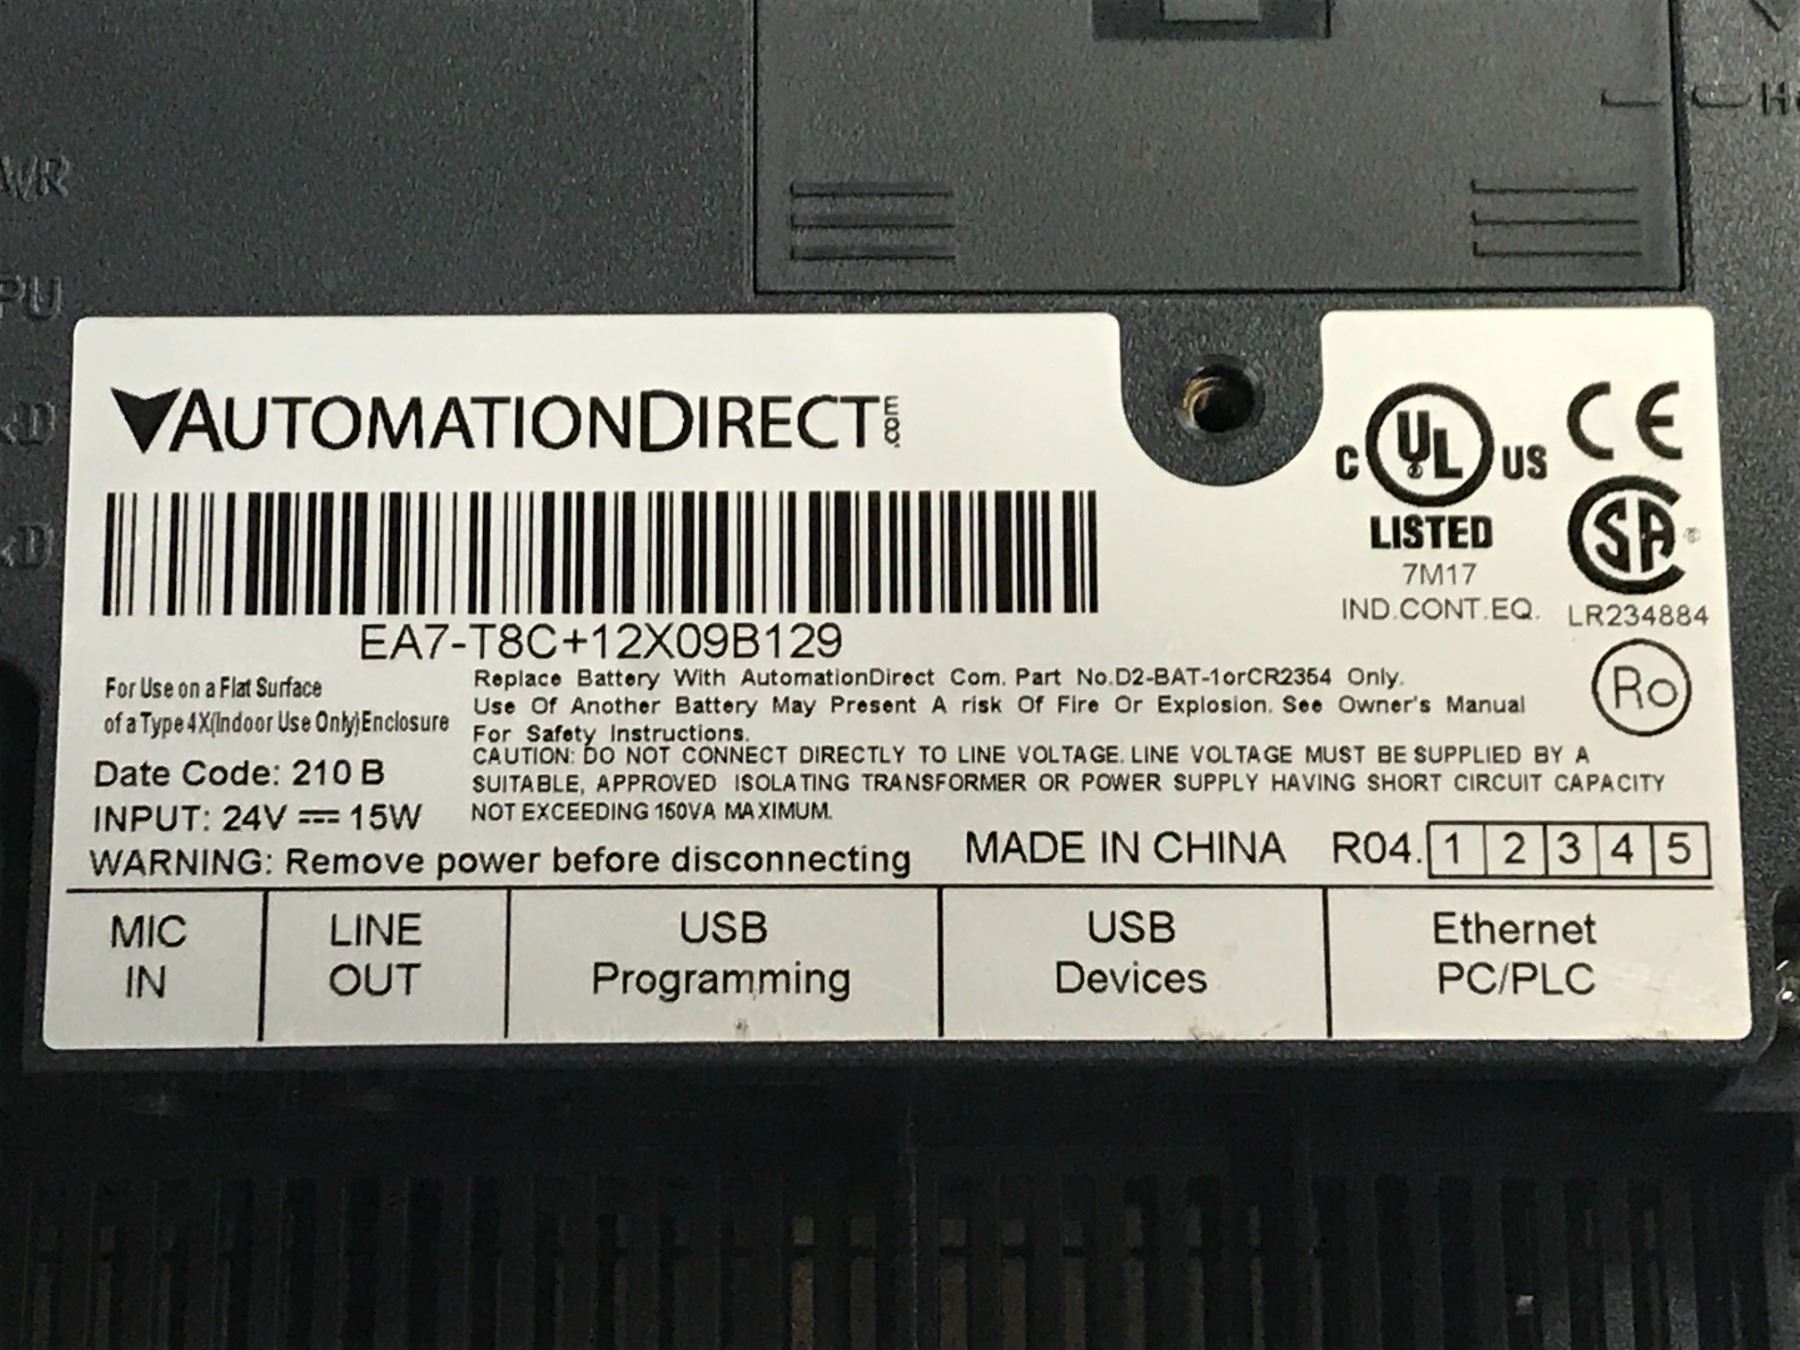 WR
PU
D
D
H
AUTOMATIONDIRECT.com
EA7-T8C+12X09B129
C UL US
LISTED
7M17
IND.CONT.EQ.
CE
SA ®
LR234884
Ro
For Use on a Flat Surface
of a Type 4X(Indoor Use Only)Enclosure
Date Code: 210 B
INPUT: 24V ⎓ 15W
Replace Battery With AutomationDirect Com. Part No.D2-BAT-1orCR2354 Only.
Use Of Another Battery May Present A risk Of Fire Or Explosion. See Owner's Manual
For Safety Instructions.
CAUTION: DO NOT CONNECT DIRECTLY TO LINE VOLTAGE. LINE VOLTAGE MUST BE SUPPLIED BY A
SUITABLE, APPROVED ISOLATING TRANSFORMER OR POWER SUPPLY HAVING SHORT CIRCUIT CAPACITY
NOT EXCEEDING 150VA MAXIMUM.
WARNING: Remove power before disconnecting
MADE IN CHINA R04. 1 2 3 4 5
MIC
IN
LINE
OUT
USB
Programming
USB
Devices
Ethernet
PC/PLC